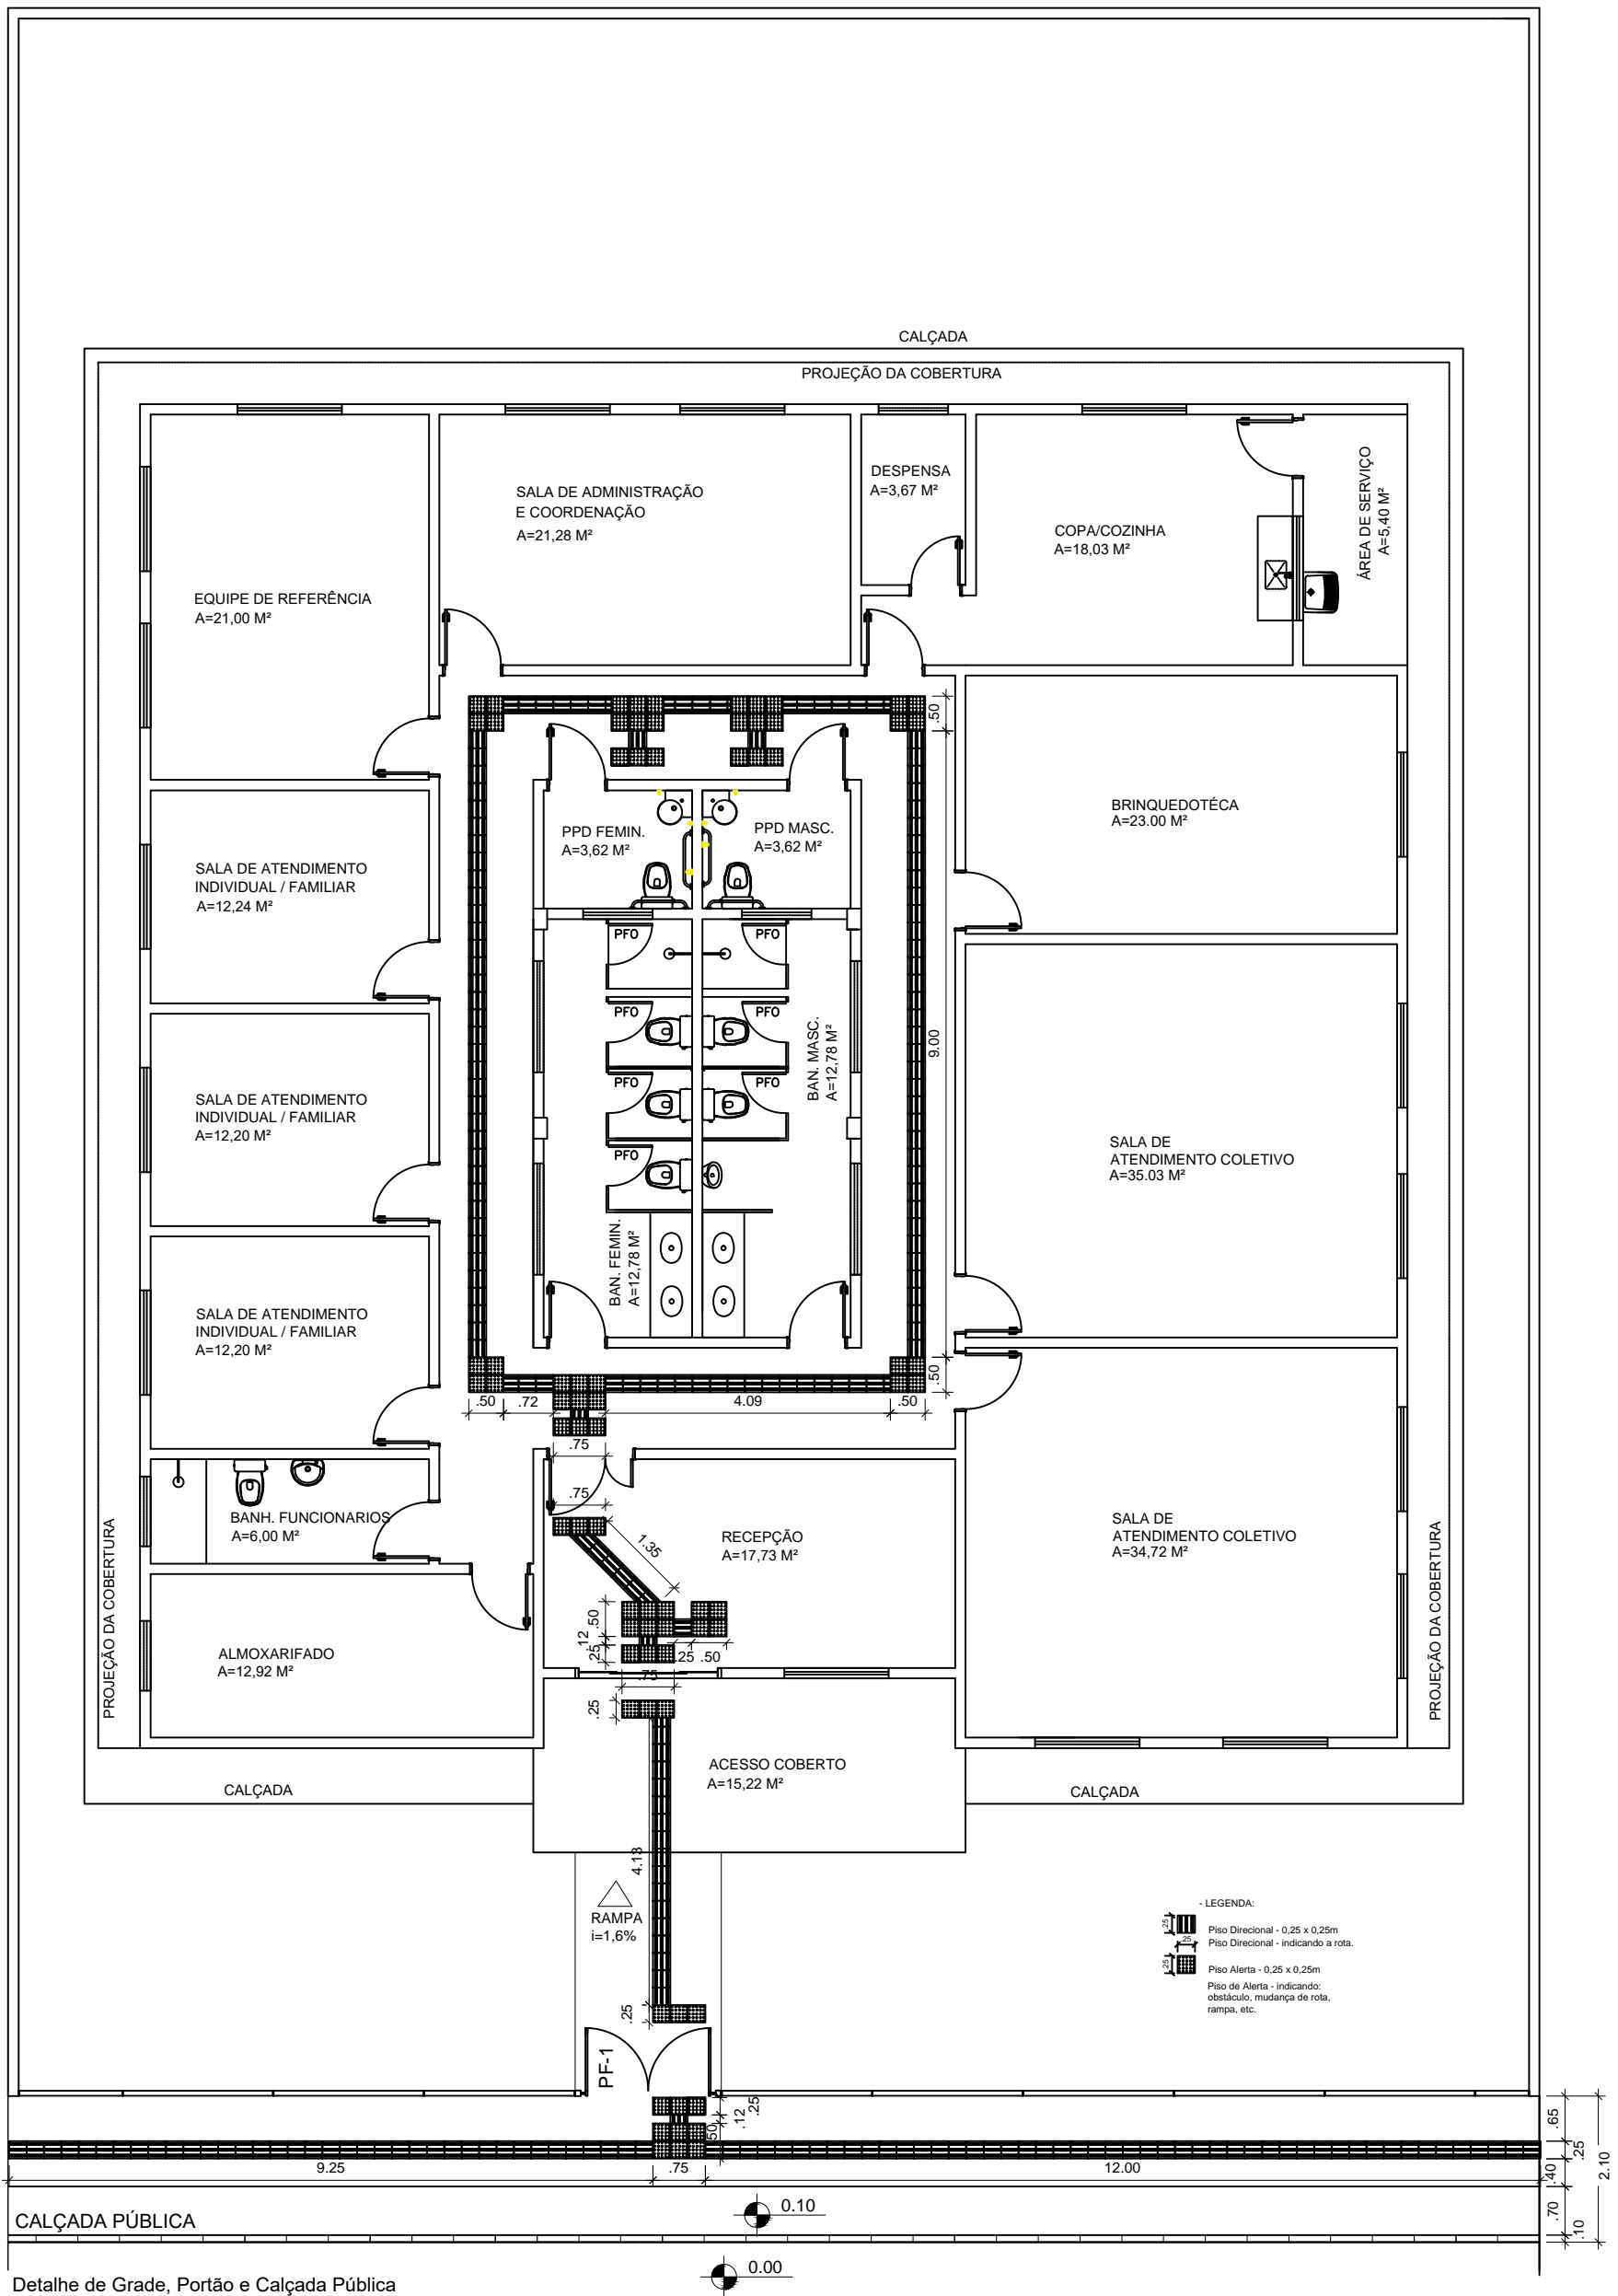 CALÇADA
PROJEÇÃO DA COBERTURA
EQUIPE DE REFERÊNCIA
A=21,00 M²
SALA DE ADMINISTRAÇÃO
E COORDENAÇÃO
A=21,28 M²
DESPENSA
A=3,67 M²
COPA/COZINHA
A=18,03 M²
ÁREA DE SERVIÇO
A=5,40 M²
.50
PPD FEMIN.
A=3,62 M²
PPD MASC.
A=3,62 M²
BRINQUEDOTÉCA
A=23.00 M²
SALA DE ATENDIMENTO
INDIVIDUAL / FAMILIAR
A=12,24 M²
PFO
PFO
PFO
PFO
PFO
PFO
PFO
BAN. MASC.
A=12,78 M²
9.00
SALA DE ATENDIMENTO
INDIVIDUAL / FAMILIAR
A=12,20 M²
SALA DE
ATENDIMENTO COLETIVO
A=35.03 M²
BAN. FEMIN.
A=12,78 M²
SALA DE ATENDIMENTO
INDIVIDUAL / FAMILIAR
A=12,20 M²
.50
.50
.72
4.09
.50
.75
.75
1.35
BANH. FUNCIONARIOS
A=6,00 M²
RECEPÇÃO
A=17,73 M²
SALA DE
ATENDIMENTO COLETIVO
A=34,72 M²
PROJEÇÃO DA COBERTURA
PROJEÇÃO DA COBERTURA
.50
.12
.25
.25
.50
.75
.25
ALMOXARIFADO
A=12,92 M²
ACESSO COBERTO
A=15,22 M²
CALÇADA
CALÇADA
4.13
RAMPA
i=1,6%
.25
PF-1
- LEGENDA:
.25
Piso Direcional - 0,25 x 0,25m
.25
Piso Direcional - indicando a rota.
.25
Piso Alerta - 0,25 x 0,25m
Piso de Alerta - indicando:
obstáculo, mudança de rota,
rampa, etc.
.25
.12
.50
9.25
.75
12.00
.65
.25
.40
.70
.10
2.10
0.10
CALÇADA PÚBLICA
0.00
Detalhe de Grade, Portão e Calçada Pública